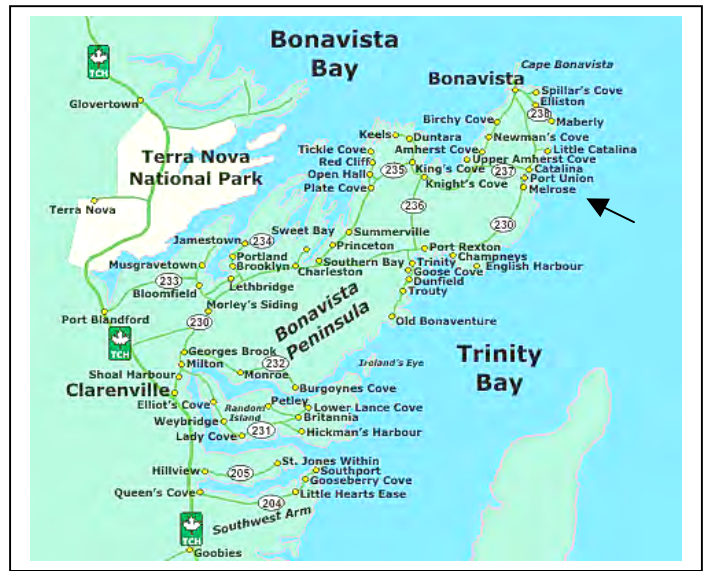 Bonavista
Bay
Cape Bonavista
Bonavista
Spillar's Cove
Elliston
238
Maberly
TCH
Glovertown
Birchy Cove
Keels
Duntara
Newman's Cove
Tickle Cove
Amherst Cove
Little Catalina
Red Cliff
Upper Amherst Cove
Terra Nova
National Park
Open Hall
235
King's Cove
237
Catalina
Plate Cove
Knight's Cove
Port Union
Melrose
Terra Nova
236
230
Sweet Bay
Summerville
Jamestown
234
Princeton
Port Rexton
Portland
Champneys
Musgravetown
Brooklyn
Southern Bay
Trinity
English Harbour
Charleston
Goose Cove
233
Lethbridge
Dunfield
Bloomfield
Trouty
Morley's Siding
Port Blandford
230
Bonavista
Peninsula
Old Bonaventure
TCH
Georges Brook
Trinity
Bay
Milton
232
Ireland's Eye
Shoal Harbour
Monroe
Clarenville
Burgoynes Cove
Elliot's Cove
Random
Island
Petley
Lower Lance Cove
Weybridge
Britannia
Lady Cove
231
Hickman's Harbour
St. Jones Within
Hillview
205
Southport
Gooseberry Cove
Queen's Cove
204
Little Hearts Ease
Southwest Arm
TCH
Goobies